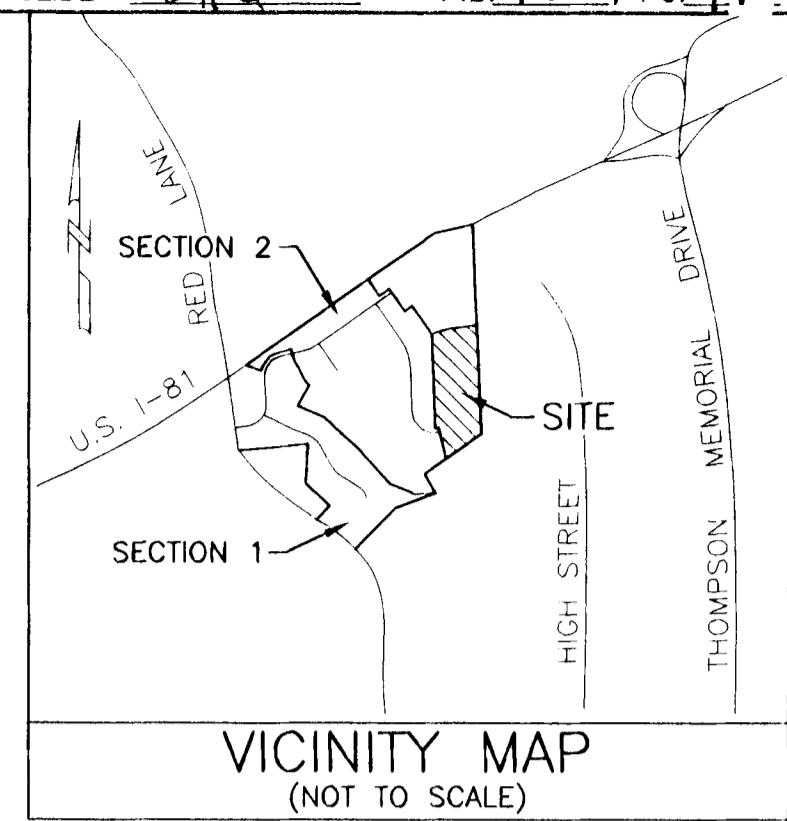 RED LANE
SECTION 2
N
U.S. I-81
SITE
SECTION 1
HIGH STREET
THOMPSON MEMORIAL DRIVE
VICINITY MAP
(NOT TO SCALE)